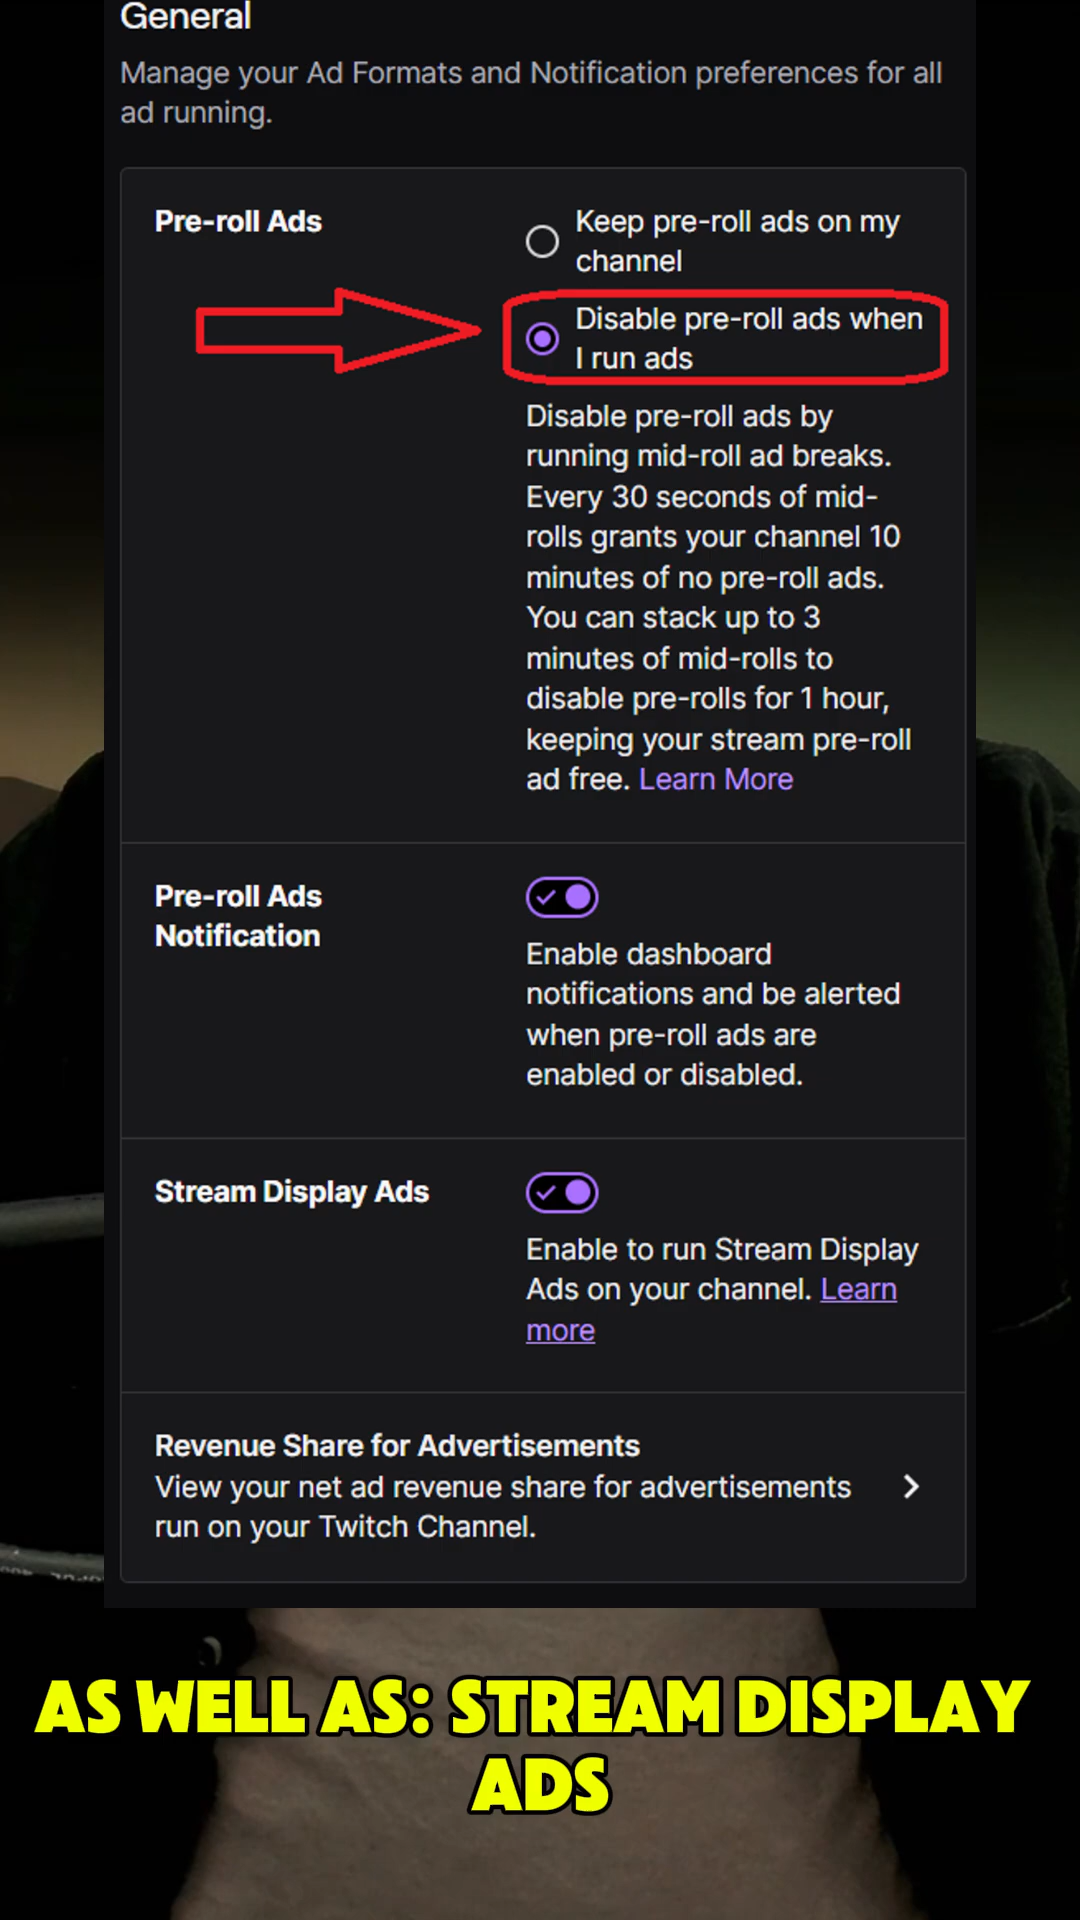 General
Manage your Ad Formats and Notification preferences for all
ad running.
Pre-roll Ads
Keep pre-roll ads on my
channel
Disable pre-roll ads when
I run ads
Disable pre-roll ads by
running mid-roll ad breaks.
Every 30 seconds of mid-
rolls grants your channel 10
minutes of no pre-roll ads.
You can stack up to 3
minutes of mid-rolls to
disable pre-rolls for 1 hour,
keeping your stream pre-roll
ad free. Learn More
Pre-roll Ads
Notification
Enable dashboard
notifications and be alerted
when pre-roll ads are
enabled or disabled.
Stream Display Ads
Enable to run Stream Display
Ads on your channel. Learn
more
Revenue Share for Advertisements
View your net ad revenue share for advertisements
run on your Twitch Channel.
AS WELL AS: STREAM DISPLAY
ADS